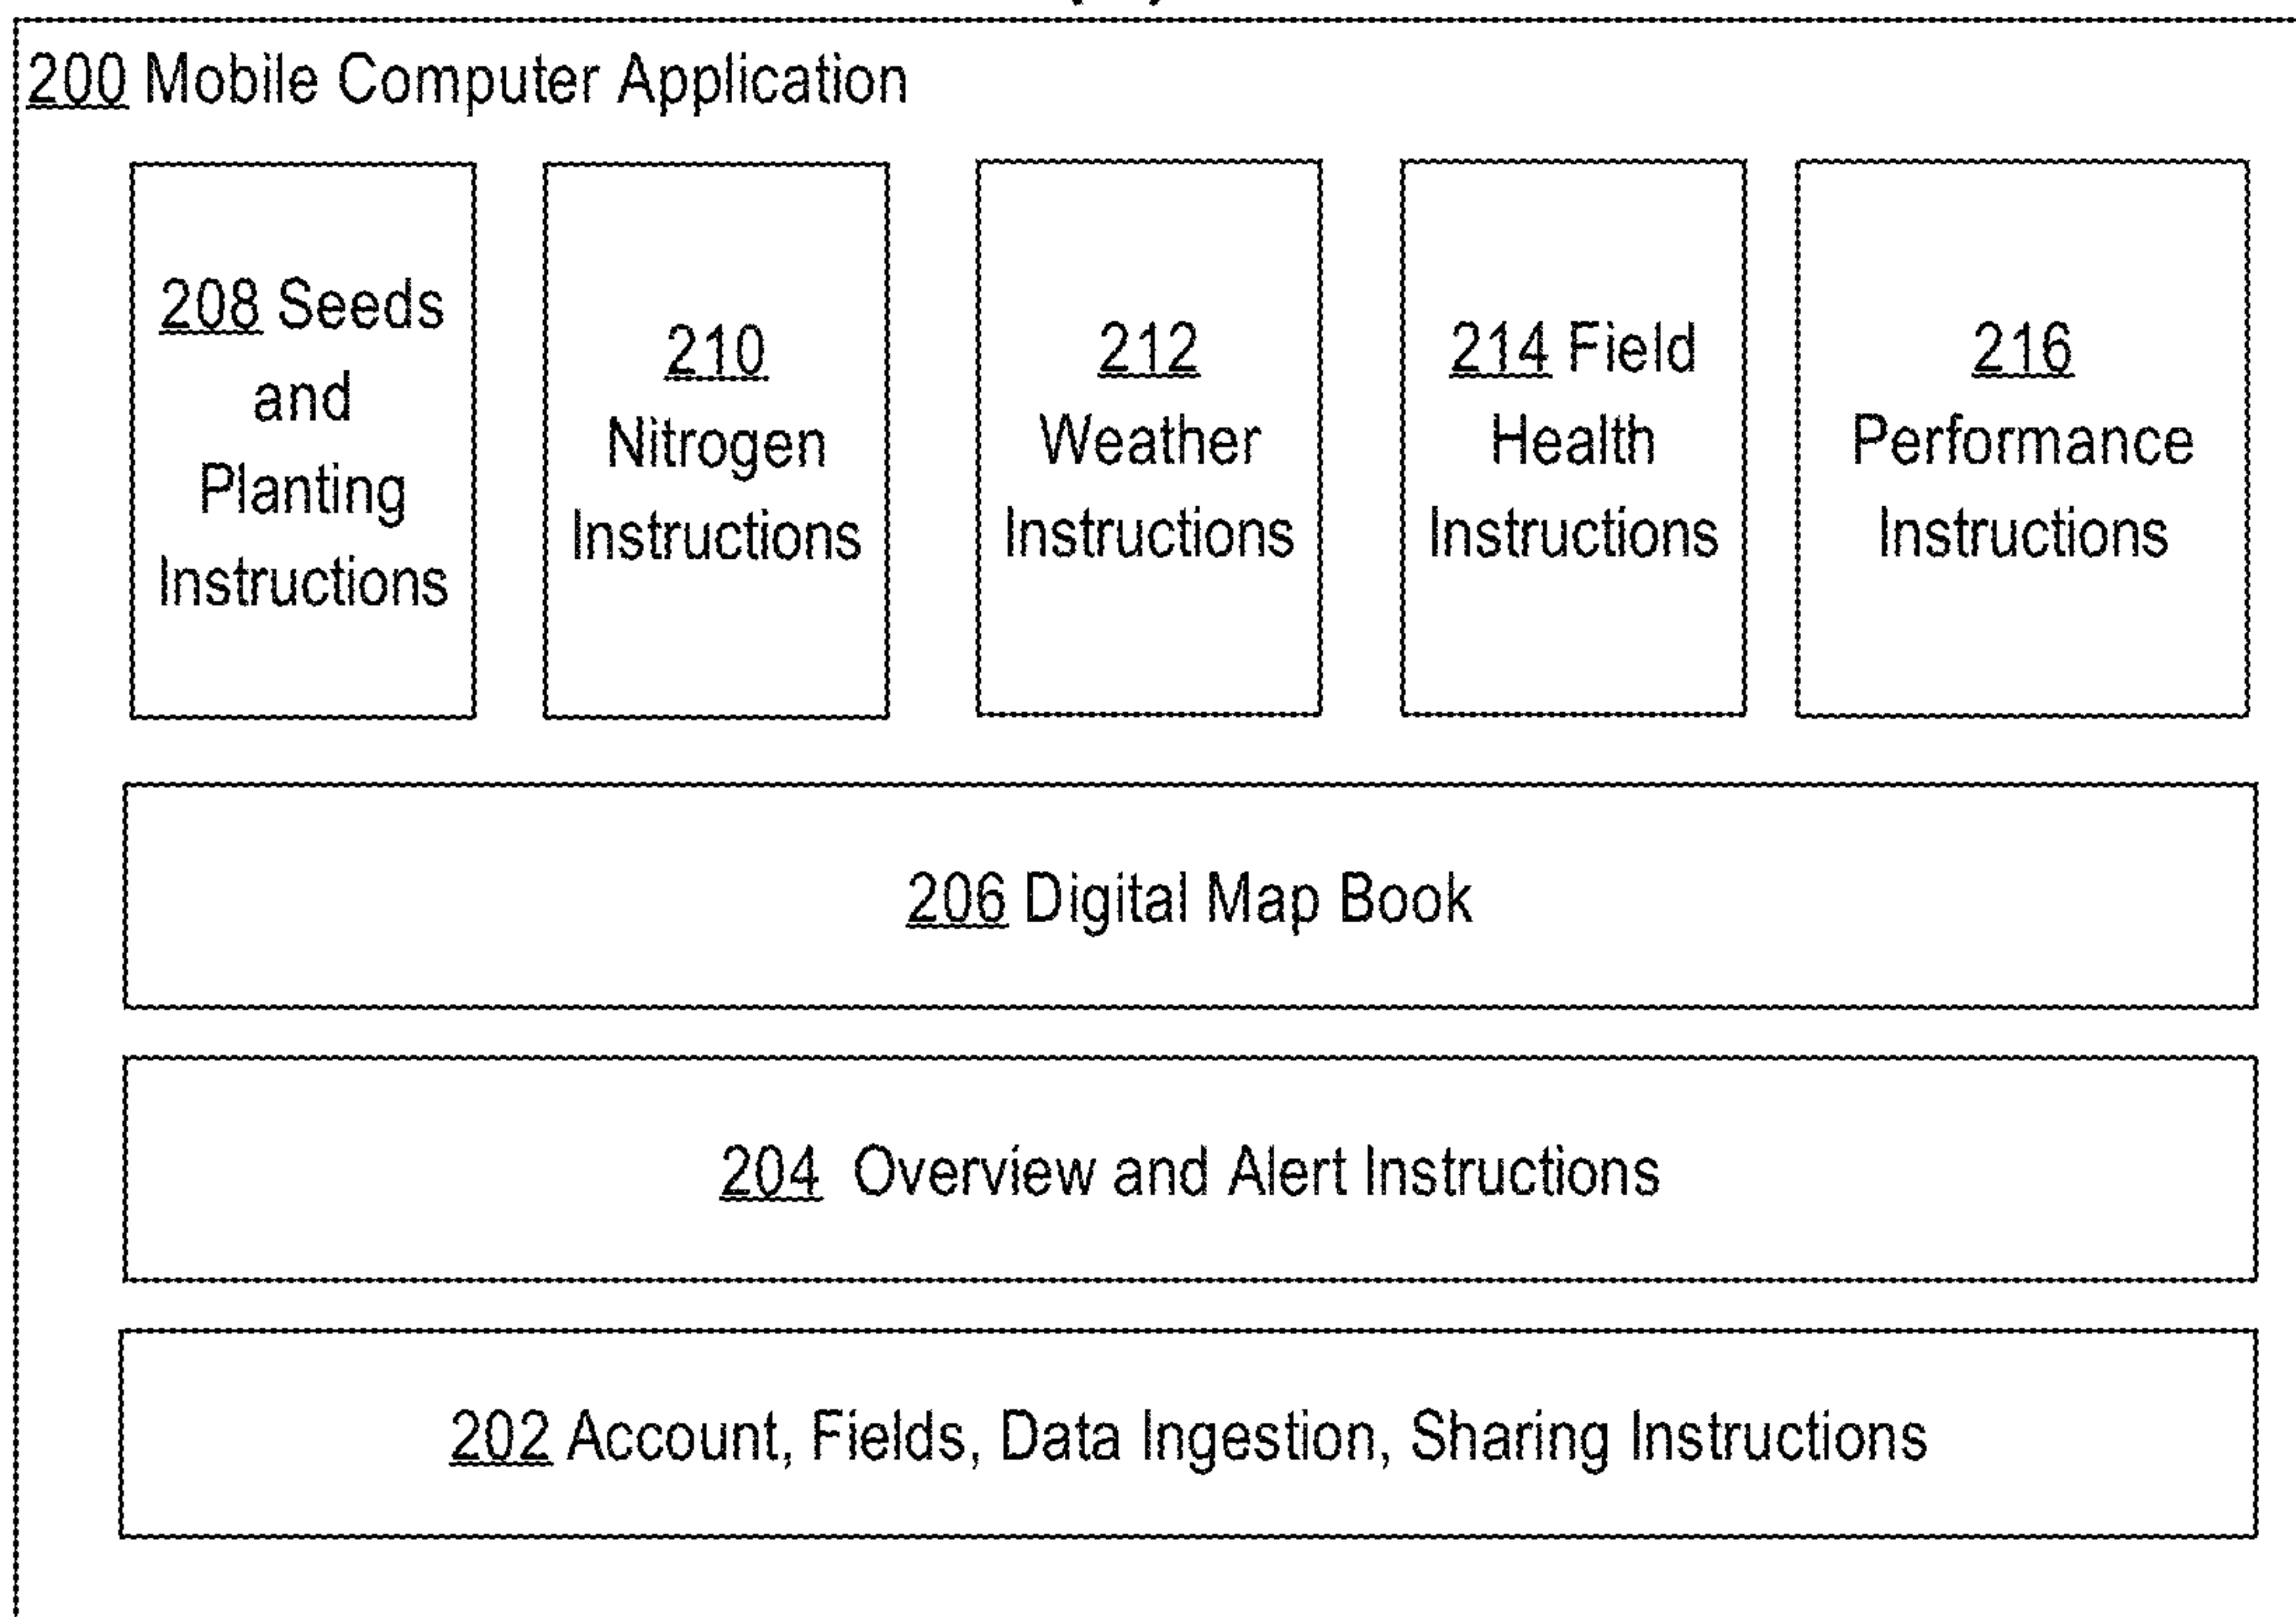 200 Mobile Computer Application
208 Seeds
and
Planting
Instructions
210
Nitrogen
Instructions
212
Weather
Instructions
214 Field
Health
Instructions
216
Performance
Instructions
206 Digital Map Book
204 Overview and Alert Instructions
202 Account, Fields, Data Ingestion, Sharing Instructions